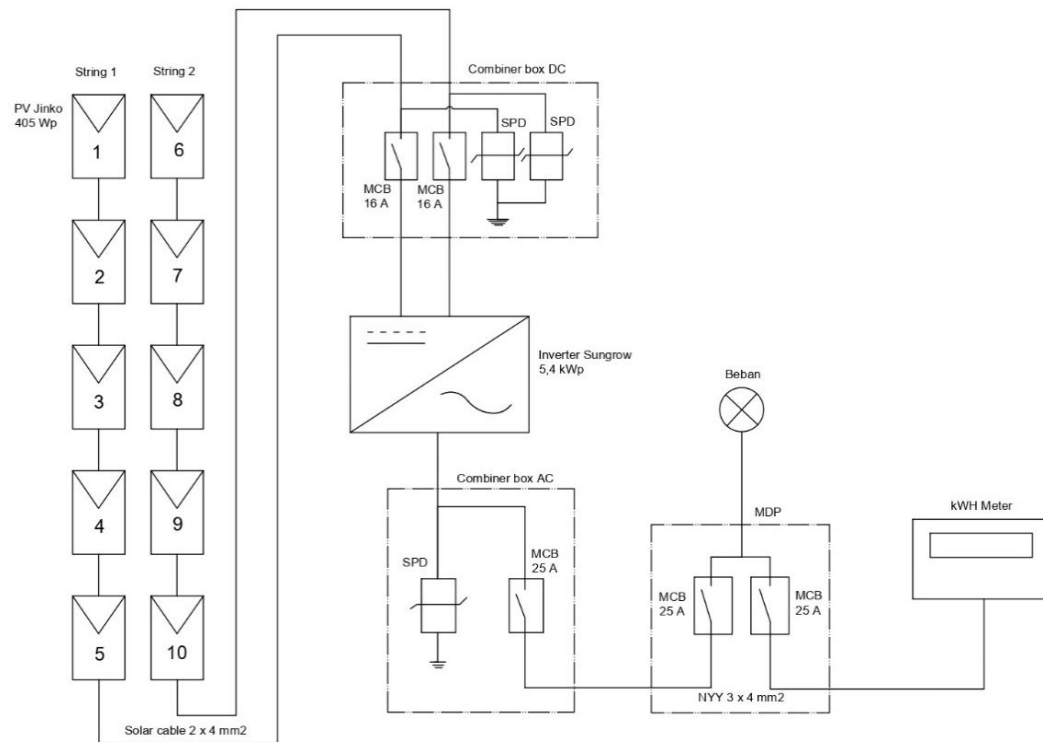 String 1
String 2
PV Jinko
405 Wp
1
6
2
7
3
8
4
9
5
10
Solar cable 2 x 4 mm2
Combiner box DC
SPD
SPD
MCB
16 A
MCB
16 A
Inverter Sungrow
5,4 kWp
Combiner box AC
SPD
MCB
25 A
Beban
MDP
MCB
25 A
MCB
25 A
NYY 3 x 4 mm2
kWH Meter